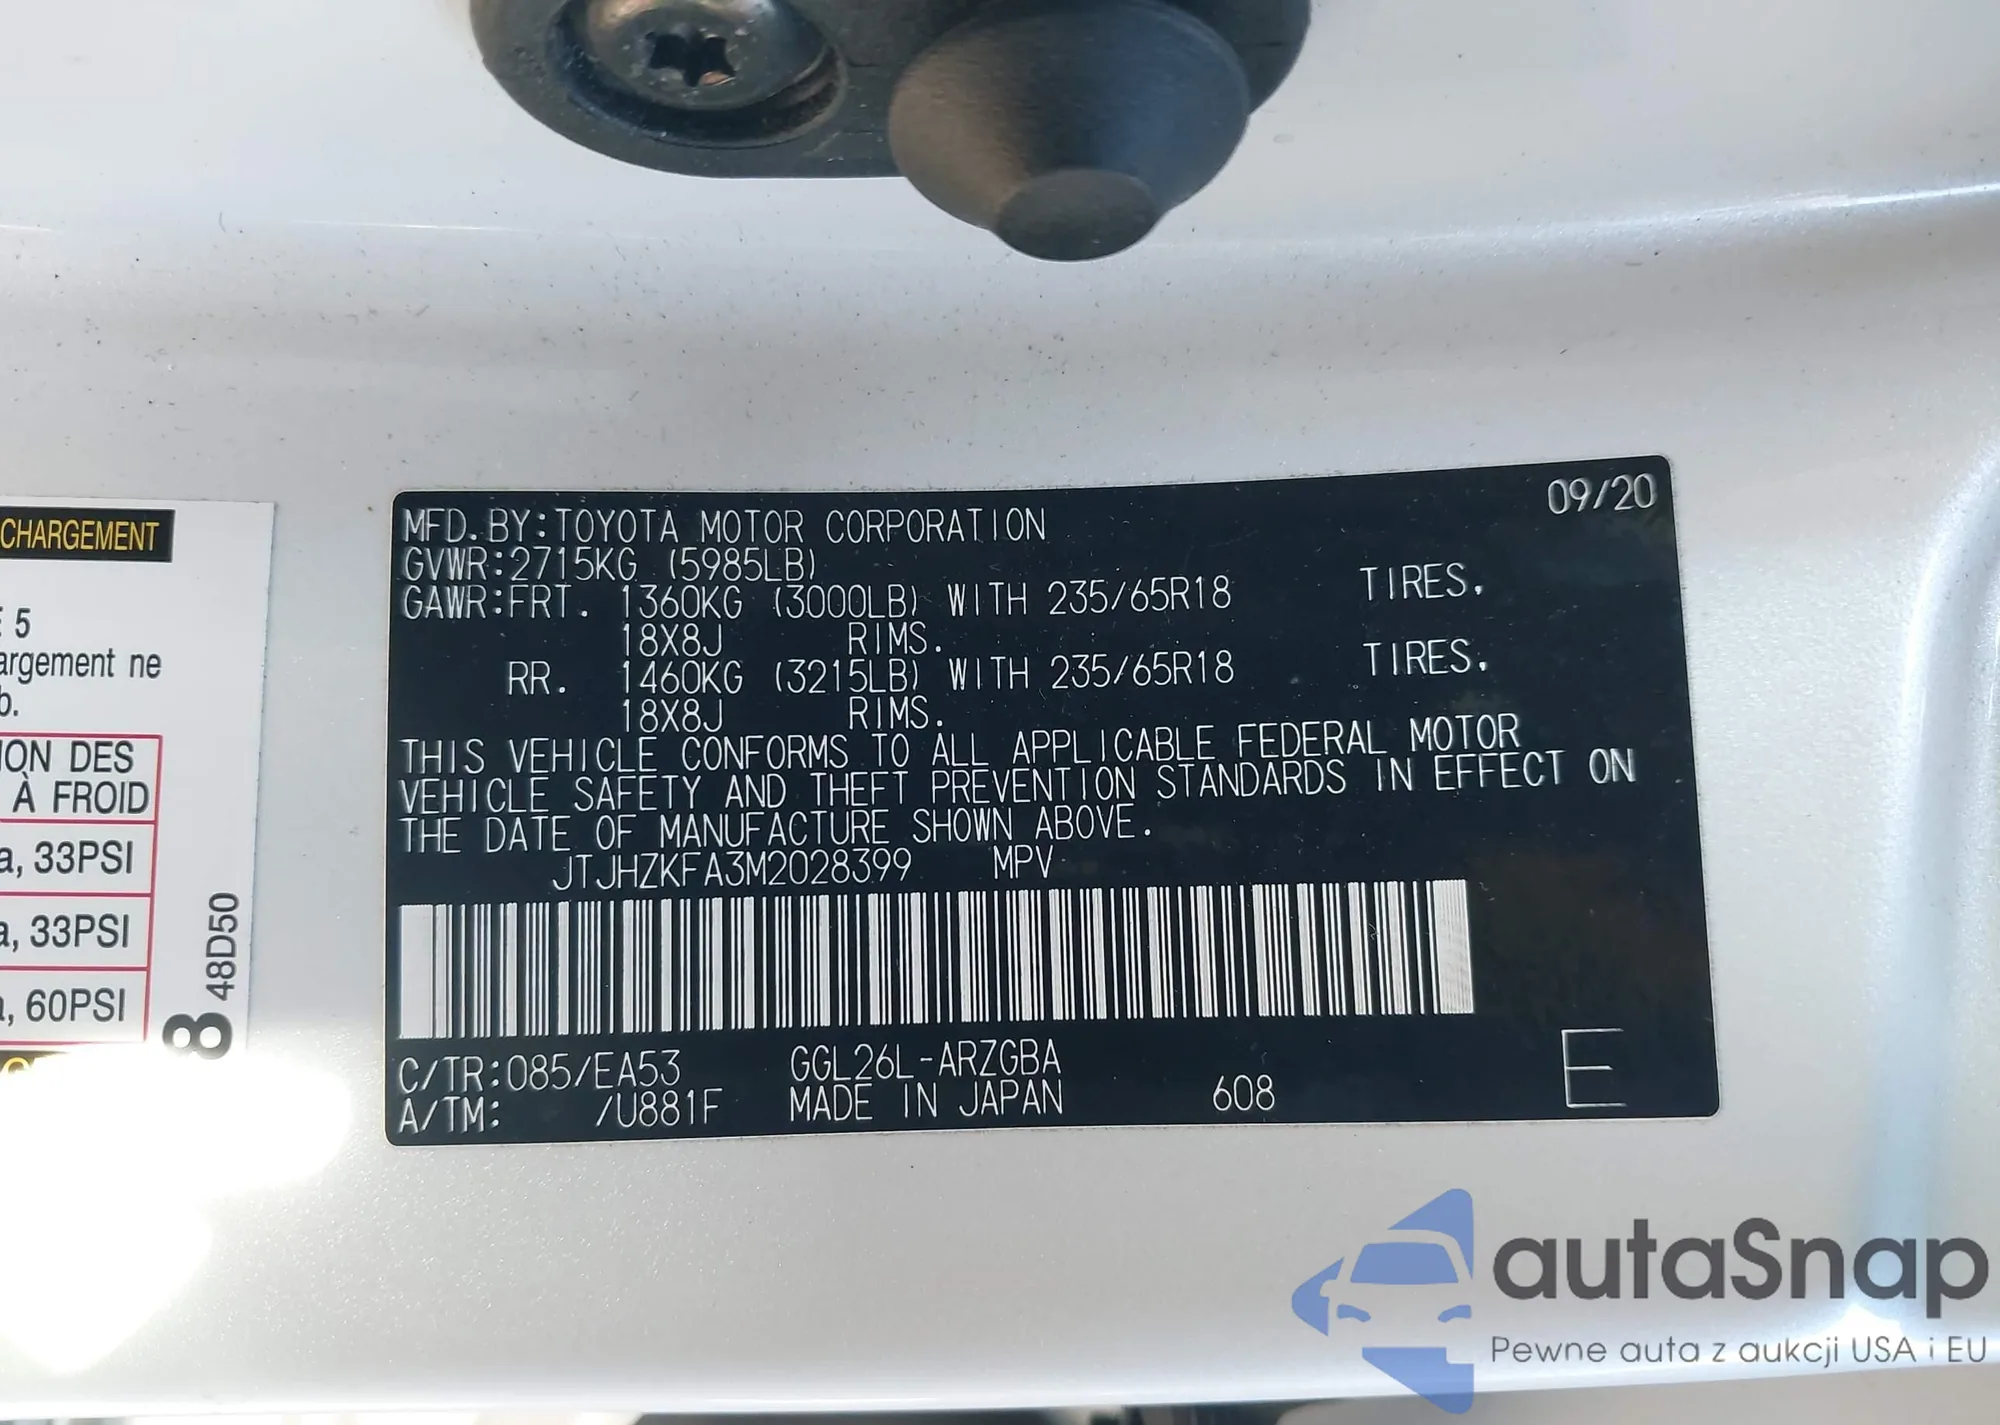 09/20
MFD. BY:TOYOTA MOTOR CORPORATION
GVWR:2715KG (5985LB)
GAWR:FRT. 1360KG (3000LB) WITH 235/65R18 TIRES.
18X8J RIMS.
RR. 1460KG (3215LB) WITH 235/65R18 TIRES.
18X8J RIMS.
THIS VEHICLE CONFORMS TO ALL APPLICABLE FEDERAL MOTOR
VEHICLE SAFETY AND THEFT PREVENTION STANDARDS IN EFFECT ON
THE DATE OF MANUFACTURE SHOWN ABOVE.
JTJHZKFA3M2028399 MPV
C/TR:085/EA53 GGL26L-ARZGBA
A/TM: /U881F MADE IN JAPAN 608 E
CHARGEMENT
5
argement ne
b.
ION DES
À FROID
a, 33PSI
a, 33PSI
a, 60PSI
8 48D50
autaSnap
Pewne auta z aukcji USA i EU